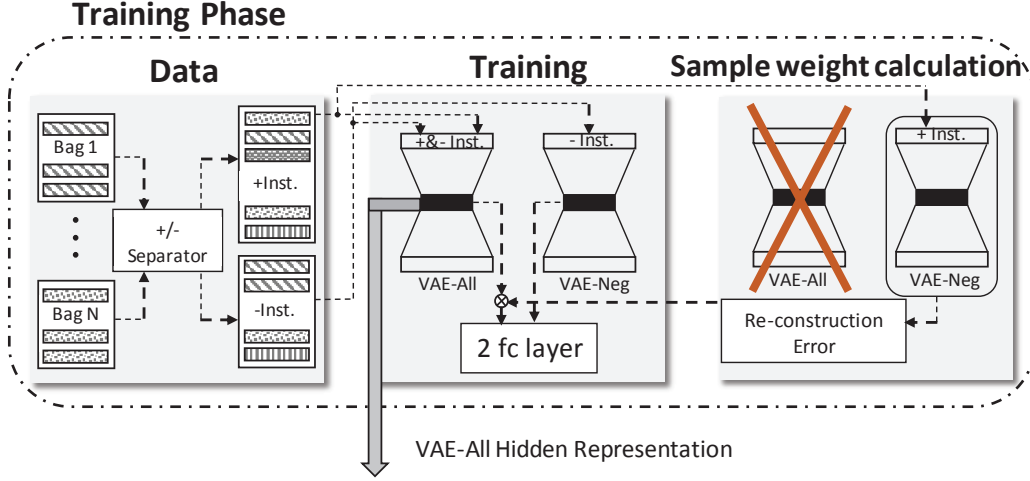 Training Phase
Data
Training
Sample weight calculation
Bag 1
Bag N
+/-
Separator
+Inst.
-Inst.
+&- Inst.
- Inst.
VAE-All
VAE-Neg
2 fc layer
+ Inst.
VAE-All
VAE-Neg
Re-construction
Error
VAE-All Hidden Representation